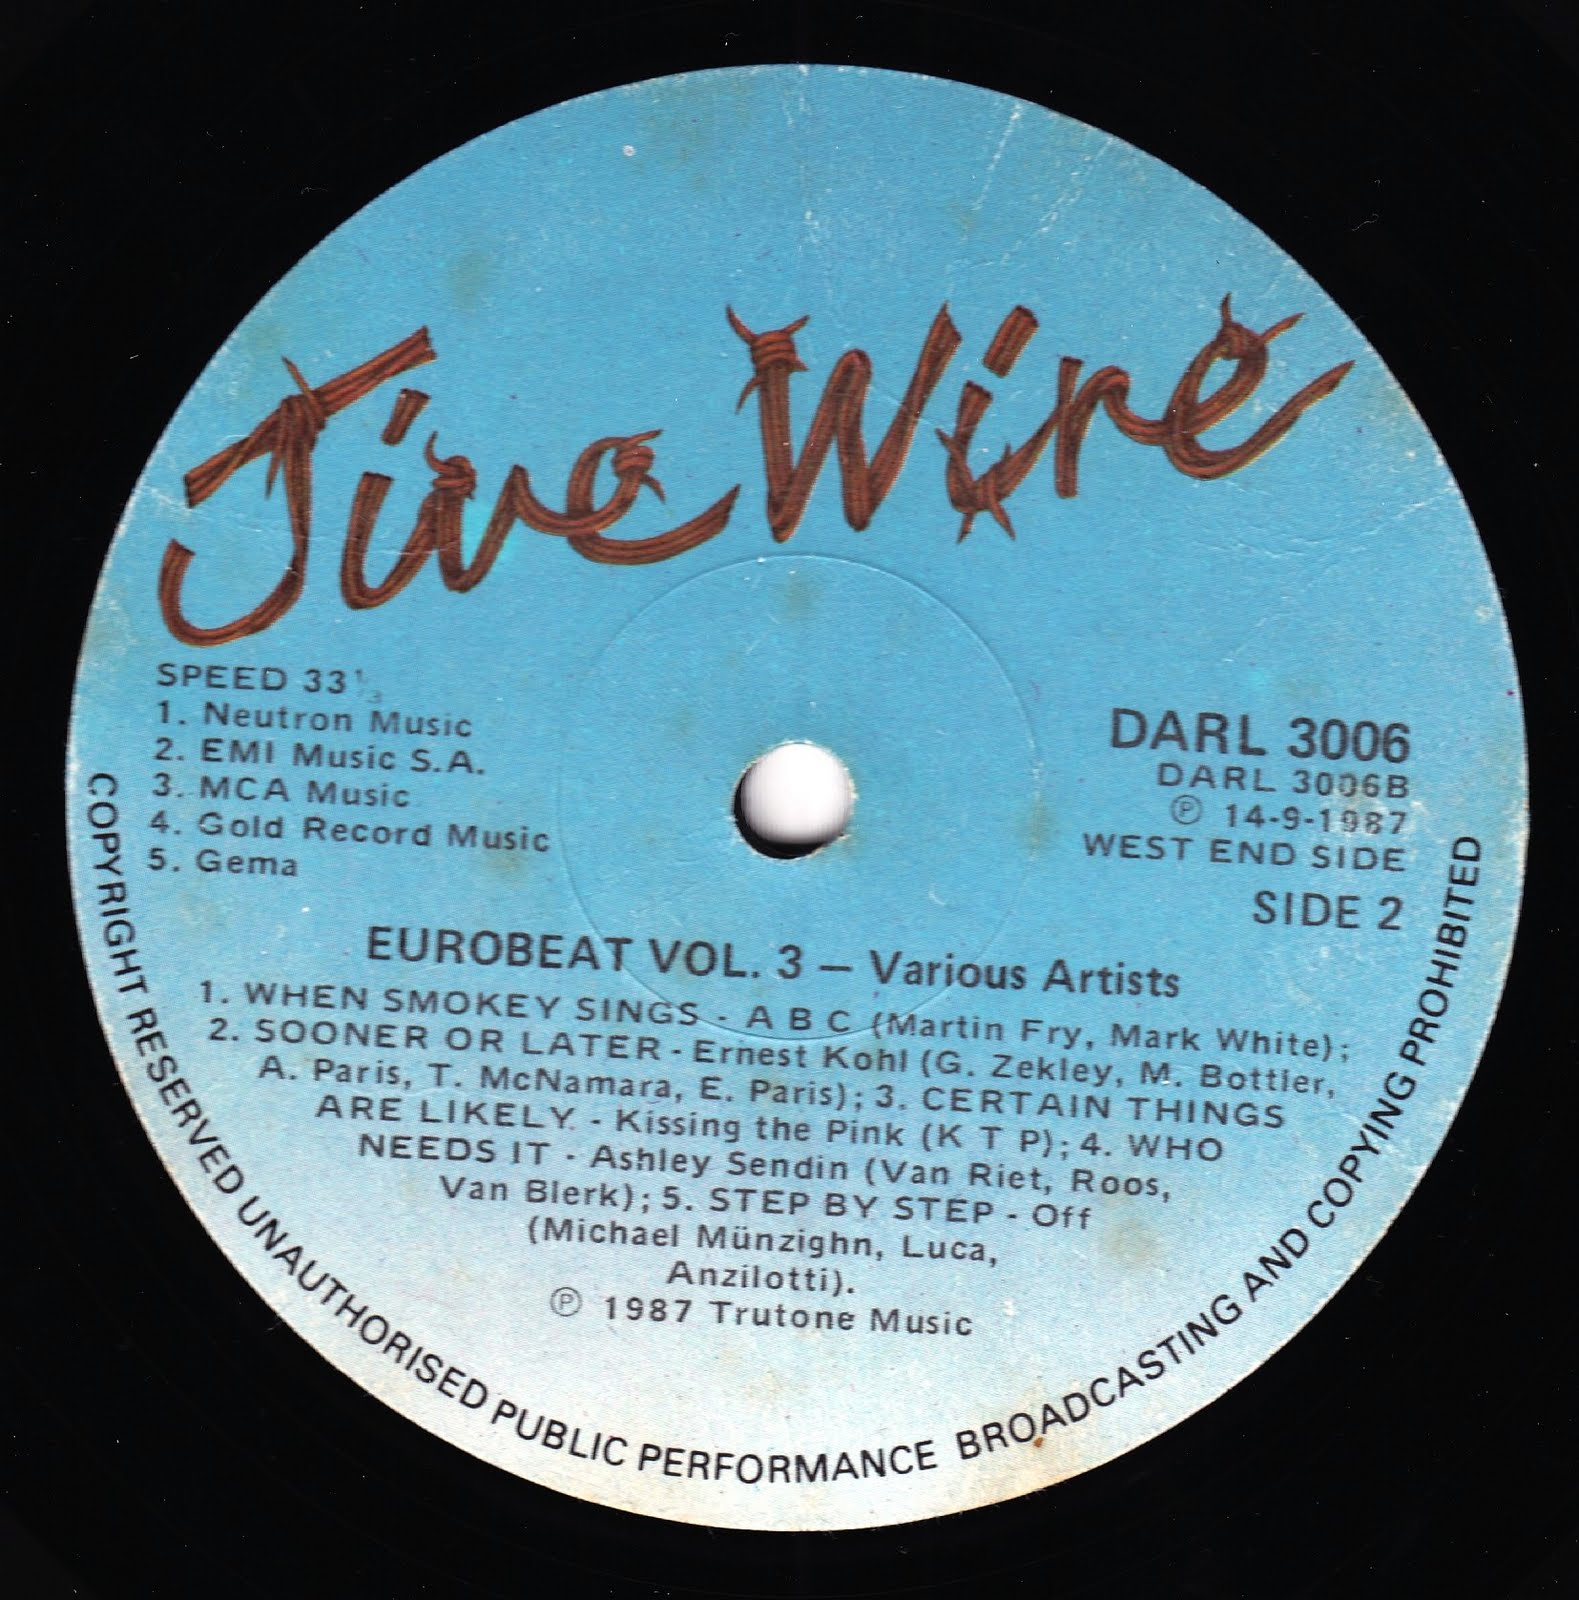 Jive Wire
SPEED 33 1/3
1. Neutron Music
2. EMI Music S.A.
3. MCA Music
4. Gold Record Music
5. Gema
DARL 3006
DARL 3006B
Ⓟ 14-9-1987
WEST END SIDE
SIDE 2
EUROBEAT VOL. 3 – Various Artists
1. WHEN SMOKEY SINGS - A B C (Martin Fry, Mark White);
2. SOONER OR LATER - Ernest Kohl (G. Zekley, M. Bottler,
A. Paris, T. McNamara, E. Paris); 3. CERTAIN THINGS
ARE LIKELY. - Kissing the Pink (K T P); 4. WHO
NEEDS IT - Ashley Sendin (Van Riet, Roos,
Van Blerk); 5. STEP BY STEP - Off
(Michael Münzighn, Luca,
Anzilotti).
Ⓟ 1987 Trutone Music
COPYRIGHT RESERVED UNAUTHORISED PUBLIC PERFORMANCE BROADCASTING AND COPYING PROHIBITED